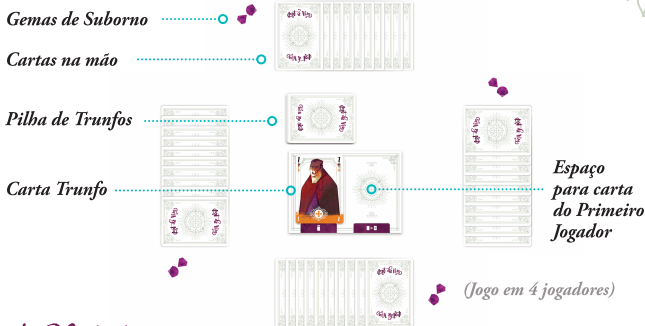 Gemas de Suborno
Cartas na mão
Pilha de Trunfos
Carta Trunfo
Espaço
para carta
do Primeiro
Jogador
(Jogo em 4 jogadores)